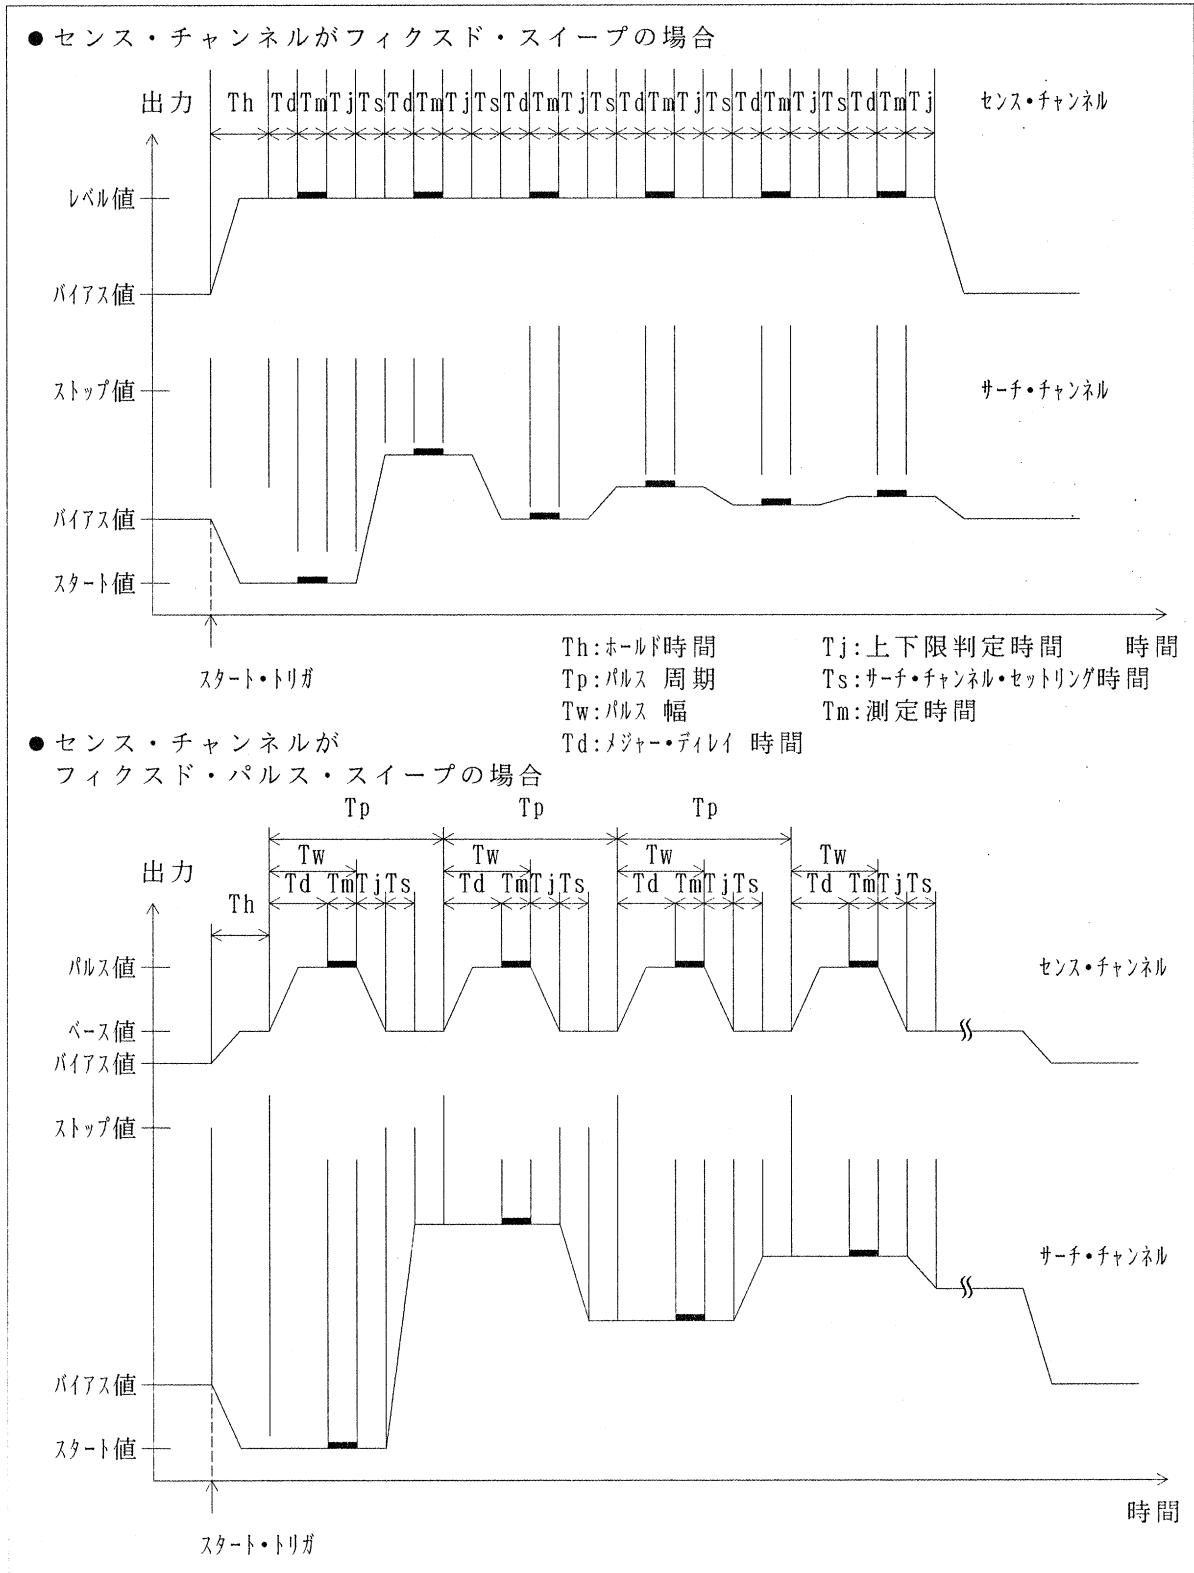 ● センス・チャンネルがフィクスド・スイープの場合
出力 Th Td Tm Tj Ts Td Tm Tj Ts Td Tm Tj Ts Td Tm Tj Ts Td Tm Tj Ts Td Tm Tj センス・チャンネル
レベル値
バイアス値
ストップ値 サーチ・チャンネル
バイアス値
スタート値
Th:ホールド時間 Tj:上下限判定時間 時間
スタート・トリガ Tp:パルス 周期 Ts:サーチ・チャンネル・セットリング時間
Tw:パルス 幅 Tm:測定時間
● センス・チャンネルが Td:メジャー・ディレイ 時間
フィクスド・パルス・スイープの場合
Tp Tp Tp
出力 Tw Tw Tw Tw
Th Td Tm Tj Ts Td Tm Tj Ts Td Tm Tj Ts Td Tm Tj Ts
パルス値 センス・チャンネル
ベース値
バイアス値
ストップ値
サーチ・チャンネル
バイアス値
スタート値
時間
スタート・トリガ